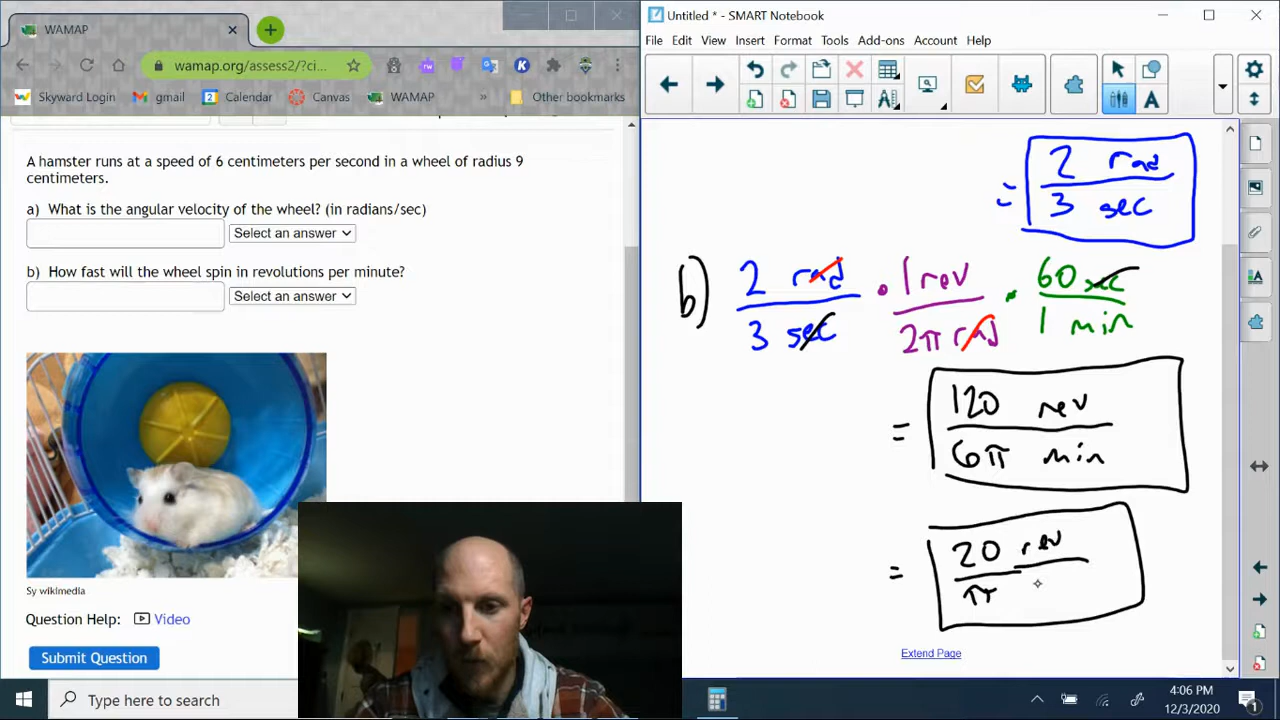 WAMAP
Untitled * - SMART Notebook
wamap.org/assess2/?ci...
File Edit View Insert Format Tools Add-ons Account Help
Skyward Login gmail Calendar Canvas WAMAP » Other bookmarks
A hamster runs at a speed of 6 centimeters per second in a wheel of radius 9
centimeters.
a) What is the angular velocity of the wheel? (in radians/sec)
Select an answer
b) How fast will the wheel spin in revolutions per minute?
Select an answer
Sy wikimedia
Question Help: Video
Submit Question
2 rad
= 3 sec
b) 2 rad · 1 rev · 60 sec
3 sec 2π rad 1 min
120 rev
= 6π min
20 rev
= π
Extend Page
Type here to search
4:06 PM
12/3/2020
1